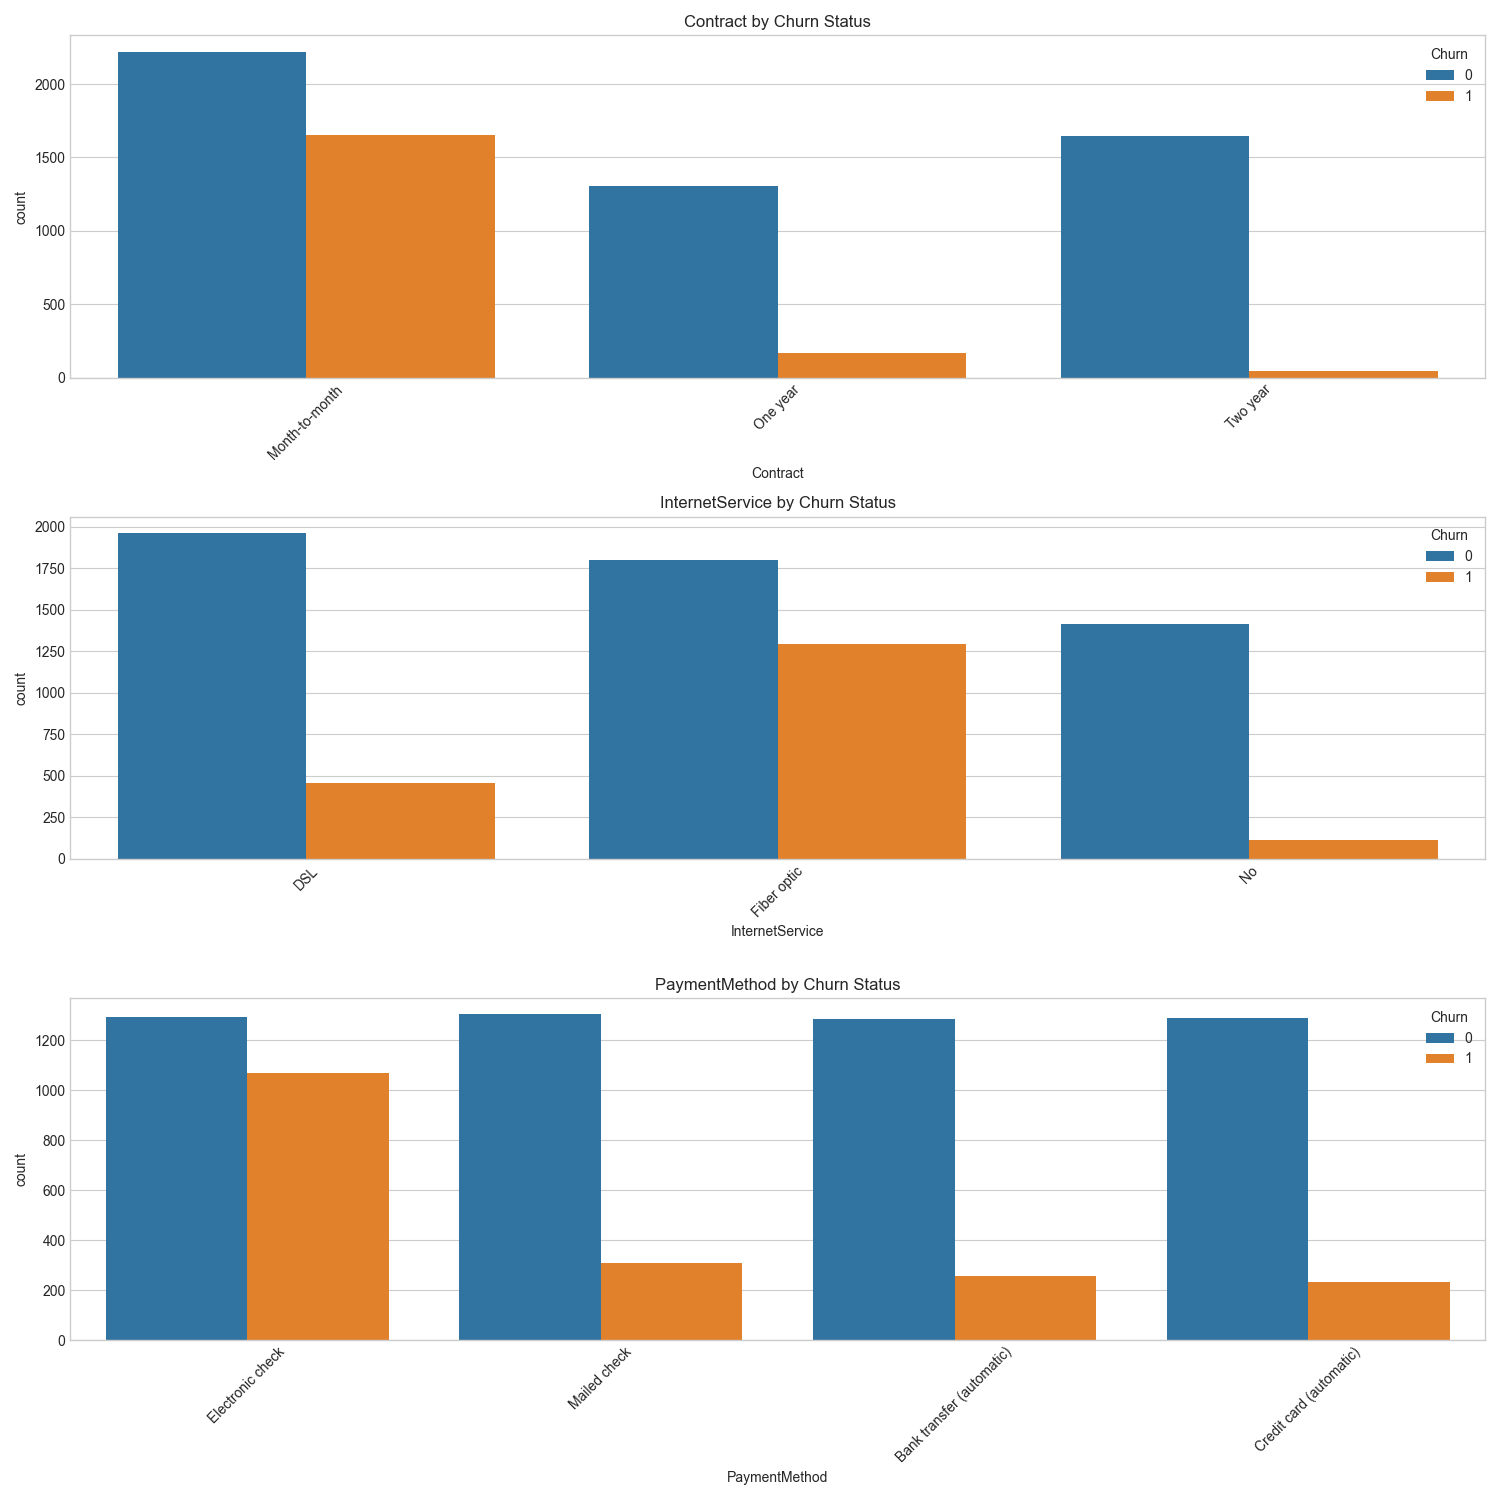 Contract by Churn Status
Churn
0
1
2000
1500
1000
500
0
count
Month-to-month
One year
Two year
Contract
InternetService by Churn Status
Churn
0
1
2000
1750
1500
1250
1000
750
500
250
0
count
DSL
Fiber optic
No
InternetService
PaymentMethod by Churn Status
Churn
0
1
1200
1000
800
600
400
200
0
count
Electronic check
Mailed check
Bank transfer (automatic)
Credit card (automatic)
PaymentMethod